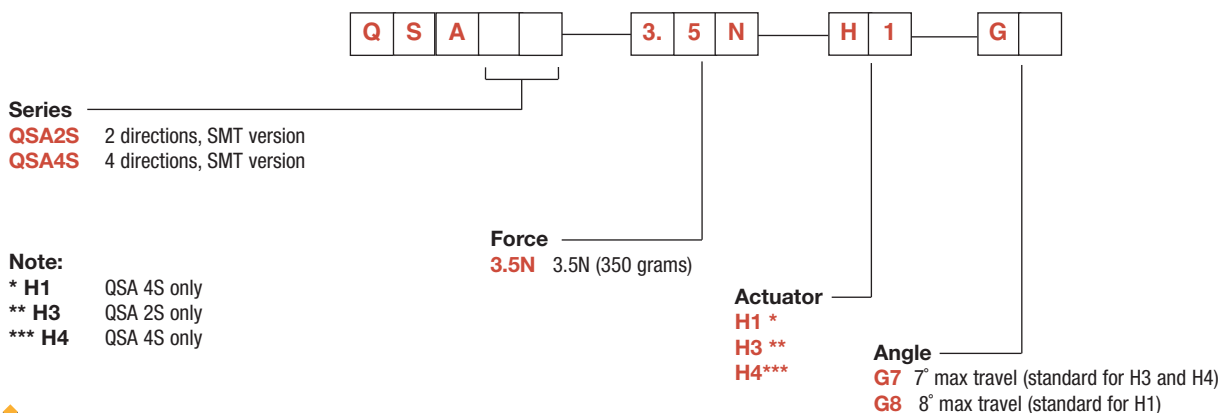 Q S A 3. 5 N H 1 G
Series
QSA2S 2 directions, SMT version
QSA4S 4 directions, SMT version
Force
3.5N 3.5N (350 grams)
Note:
* H1 QSA 4S only
** H3 QSA 2S only
*** H4 QSA 4S only
Actuator
H1 *
H3 **
H4***
Angle
G7 7° max travel (standard for H3 and H4)
G8 8° max travel (standard for H1)